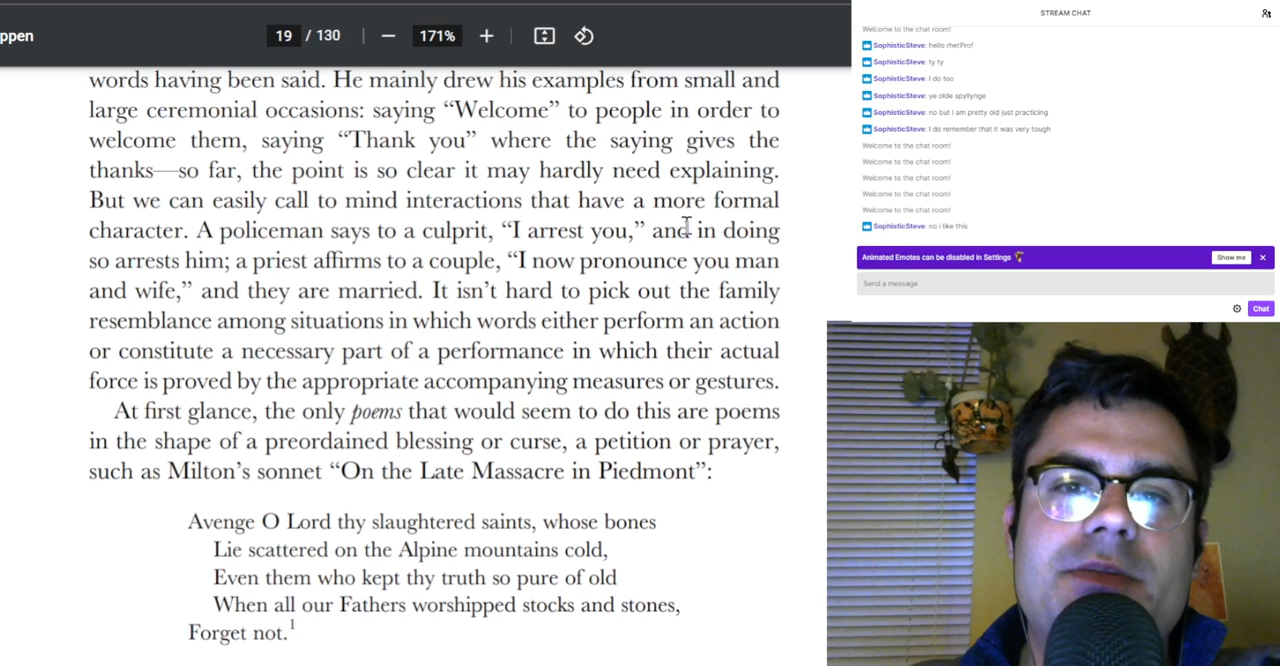 ppen
19 / 130
171%
words having been said. He mainly drew his examples from small and
large ceremonial occasions: saying “Welcome” to people in order to
welcome them, saying “Thank you” where the saying gives the
thanks—so far, the point is so clear it may hardly need explaining.
But we can easily call to mind interactions that have a more formal
character. A policeman says to a culprit, “I arrest you,” and in doing
so arrests him; a priest affirms to a couple, “I now pronounce you man
and wife,” and they are married. It isn’t hard to pick out the family
resemblance among situations in which words either perform an action
or constitute a necessary part of a performance in which their actual
force is proved by the appropriate accompanying measures or gestures.
At first glance, the only poems that would seem to do this are poems
in the shape of a preordained blessing or curse, a petition or prayer,
such as Milton’s sonnet “On the Late Massacre in Piedmont”:
Avenge O Lord thy slaughtered saints, whose bones
Lie scattered on the Alpine mountains cold,
Even them who kept thy truth so pure of old
When all our Fathers worshipped stocks and stones,
Forget not.1
STREAM CHAT
Welcome to the chat room!
SophisticSteve: hello rhetProf
SophisticSteve: ty ty
SophisticSteve: I do too
SophisticSteve: ye olde spyllynge
SophisticSteve: no but i am pretty old just practicing
SophisticSteve: I do remember that it was very tough
Welcome to the chat room!
Welcome to the chat room!
Welcome to the chat room!
Welcome to the chat room!
Welcome to the chat room!
SophisticSteve: no i like this
Animated Emotes can be disabled in Settings
Show me
Send a message
Chat